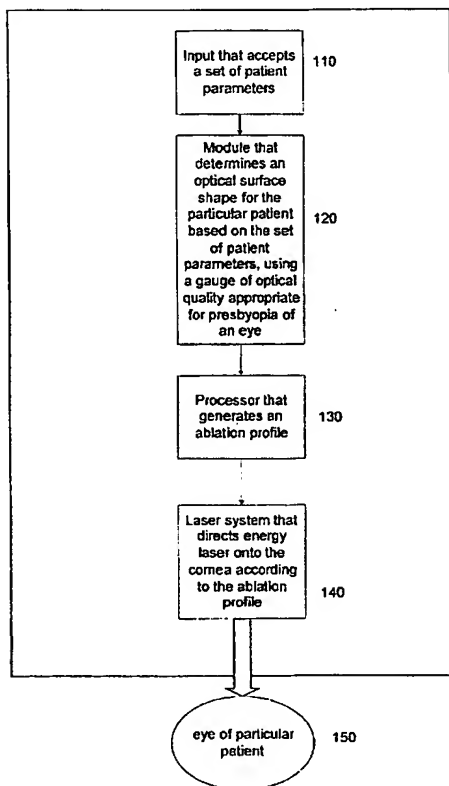 Input that accepts
a set of patient
parameters
110
Module that
determines an
optical surface
shape for the
particular patient
based on the set
of patient
parameters, using
a gauge of optical
quality appropriate
for presbyopia of
an eye
120
Processor that
generates an
ablation profile
130
Laser system that
directs energy
laser onto the
cornea according
to the ablation
profile
140
eye of particular
patient
150